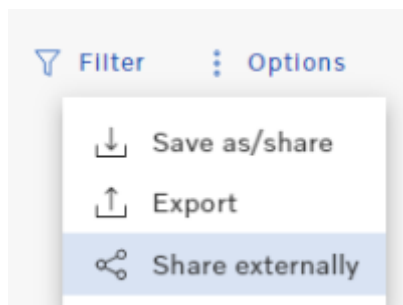 Filter
Options
Save as/share
Export
Share externally